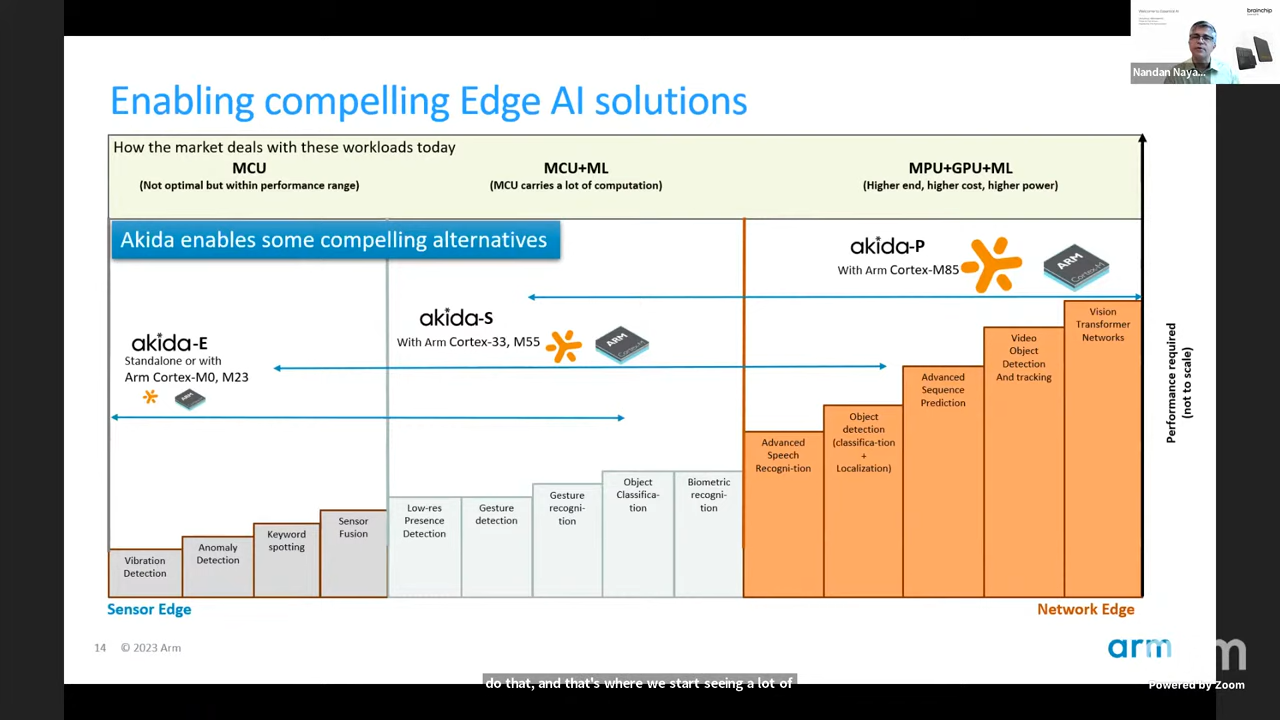 Enabling compelling Edge AI solutions
How the market deals with these workloads today
MCU
(Not optimal but within performance range)
MCU+ML
(MCU carries a lot of computation)
MPU+GPU+ML
(Higher end, higher cost, higher power)
Akida enables some compelling alternatives
akida-P
With Arm Cortex-M85
ARM
Cortex-M
akida-S
With Arm Cortex-33, M55
ARM
akida-E
Standalone or with
Arm Cortex-M0, M23
ARM
Vibration
Detection
Anomaly
Detection
Keyword
spotting
Sensor
Fusion
Low-res
Presence
Detection
Gesture
detection
Gesture
recogni-
tion
Object
Classifica-
tion
Biometric
recogni-
tion
Advanced
Speech
Recogni-tion
Object
detection
(classifica-tion
+
Localization)
Advanced
Sequence
Prediction
Video
Object
Detection
And tracking
Vision
Transformer
Networks
Performance required
(not to scale)
Sensor Edge
Network Edge
14 © 2023 Arm
arm
do that, and that's where we start seeing a lot of
Powered by Zoom
brainchip
Nandan Naya...